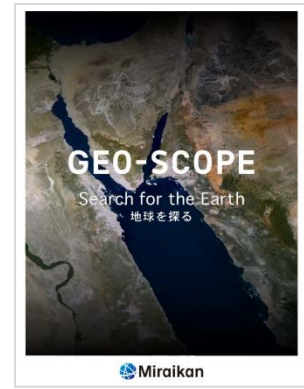 GEO-SCOPE
Search for the Earth
地球を探る
Miraikan